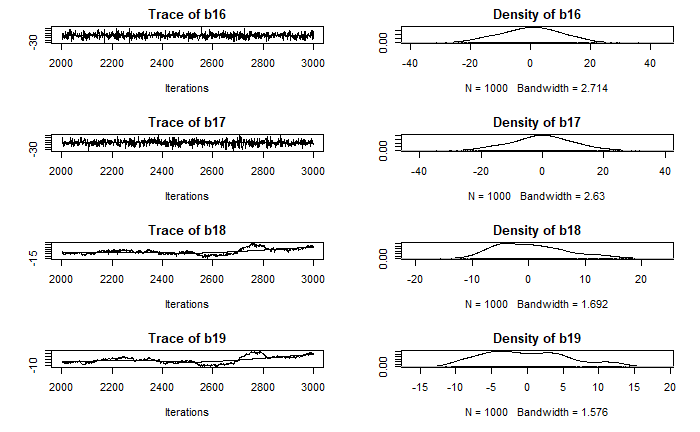 Trace of b16
-30
2000 2200 2400 2600 2800 3000
Iterations
Density of b16
0.00
-40 -20 0 20 40
N = 1000 Bandwidth = 2.714
Trace of b17
-30
2000 2200 2400 2600 2800 3000
Iterations
Density of b17
0.00
-40 -20 0 20 40
N = 1000 Bandwidth = 2.63
Trace of b18
-15
2000 2200 2400 2600 2800 3000
Iterations
Density of b18
0.00
-20 -10 0 10 20
N = 1000 Bandwidth = 1.692
Trace of b19
-10
2000 2200 2400 2600 2800 3000
Iterations
Density of b19
0.00
-15 -10 -5 0 5 10 15 20
N = 1000 Bandwidth = 1.576